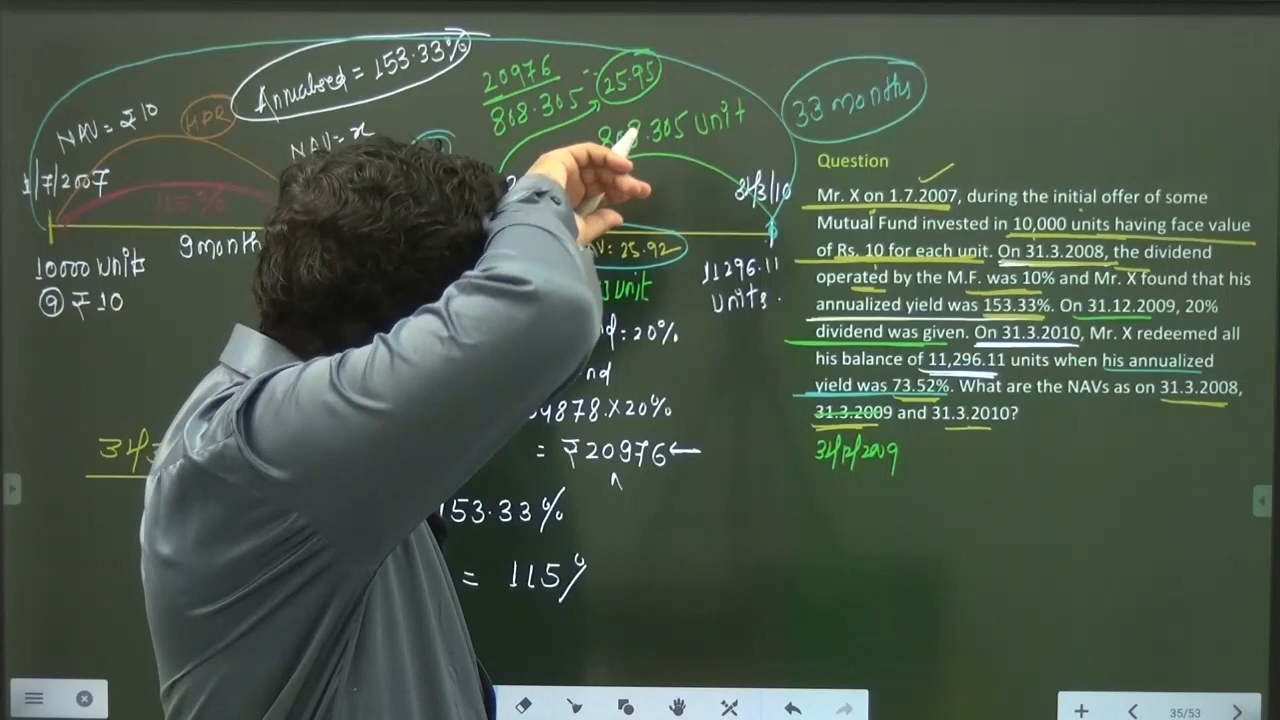 Annualised = 153.33%
20976
808.305
25.95
33 months
NAV = ₹10
HPR
NAV = x
808.305 unit
1/7/2007
115%
31/3/10
9month
NAV = 25.92
10000 units
@ ₹10
11296.11
units.
unit
= 20%
nd
4878. X 20%
= ₹20976
153.33%
= 115%
Question
Mr. X on 1.7.2007, during the initial offer of some
Mutual Fund invested in 10,000 units having face value
of Rs. 10 for each unit. On 31.3.2008, the dividend
operated by the M.F. was 10% and Mr. X found that his
annualized yield was 153.33%. On 31.12.2009, 20%
dividend was given. On 31.3.2010, Mr. X redeemed all
his balance of 11,296.11 units when his annualized
yield was 73.52%. What are the NAVs as on 31.3.2008,
31.3.2009 and 31.3.2010?
31/12/2009
35/53